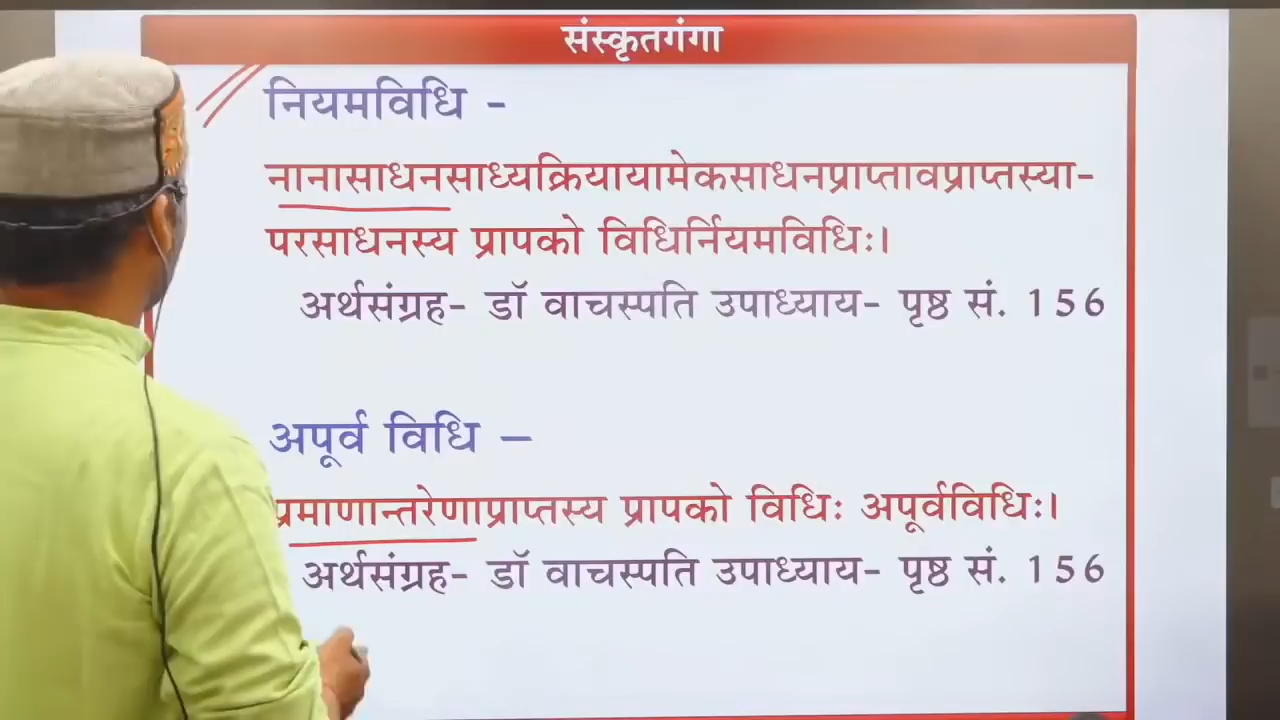 संस्कृतगंगा
नियमविधि -
नानासाधनसाध्यक्रियायामेकसाधनप्राप्तावप्राप्तस्या-
परसाधनस्य प्रापको विधिर्नियमविधिः।
अर्थसंग्रह- डॉ वाचस्पति उपाध्याय- पृष्ठ सं. 156
अपूर्व विधि –
प्रमाणान्तरेणाप्राप्तस्य प्रापको विधिः अपूर्वविधिः।
अर्थसंग्रह- डॉ वाचस्पति उपाध्याय- पृष्ठ सं. 156